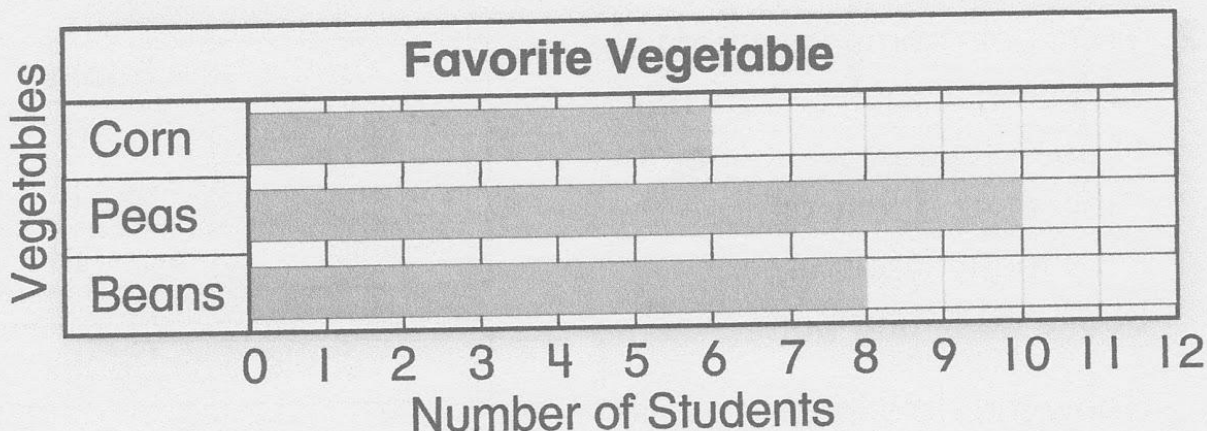 Favorite Vegetable
Vegetables
Corn
Peas
Beans
0 1 2 3 4 5 6 7 8 9 10 11 12
Number of Students